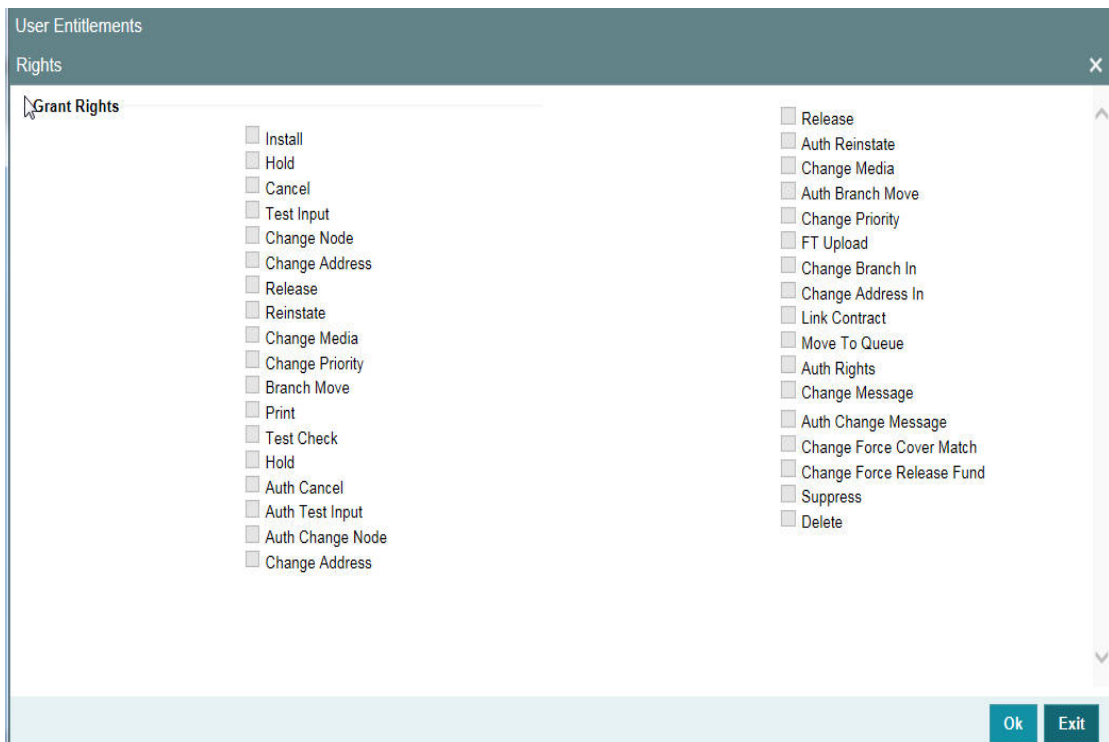 User Entitlements
Rights
Grant Rights
Install
Hold
Cancel
Test Input
Change Node
Change Address
Release
Reinstate
Change Media
Change Priority
Branch Move
Print
Test Check
Hold
Auth Cancel
Auth Test Input
Auth Change Node
Change Address
Release
Auth Reinstate
Change Media
Auth Branch Move
Change Priority
FT Upload
Change Branch In
Change Address In
Link Contract
Move To Queue
Auth Rights
Change Message
Auth Change Message
Change Force Cover Match
Change Force Release Fund
Suppress
Delete
Ok Exit